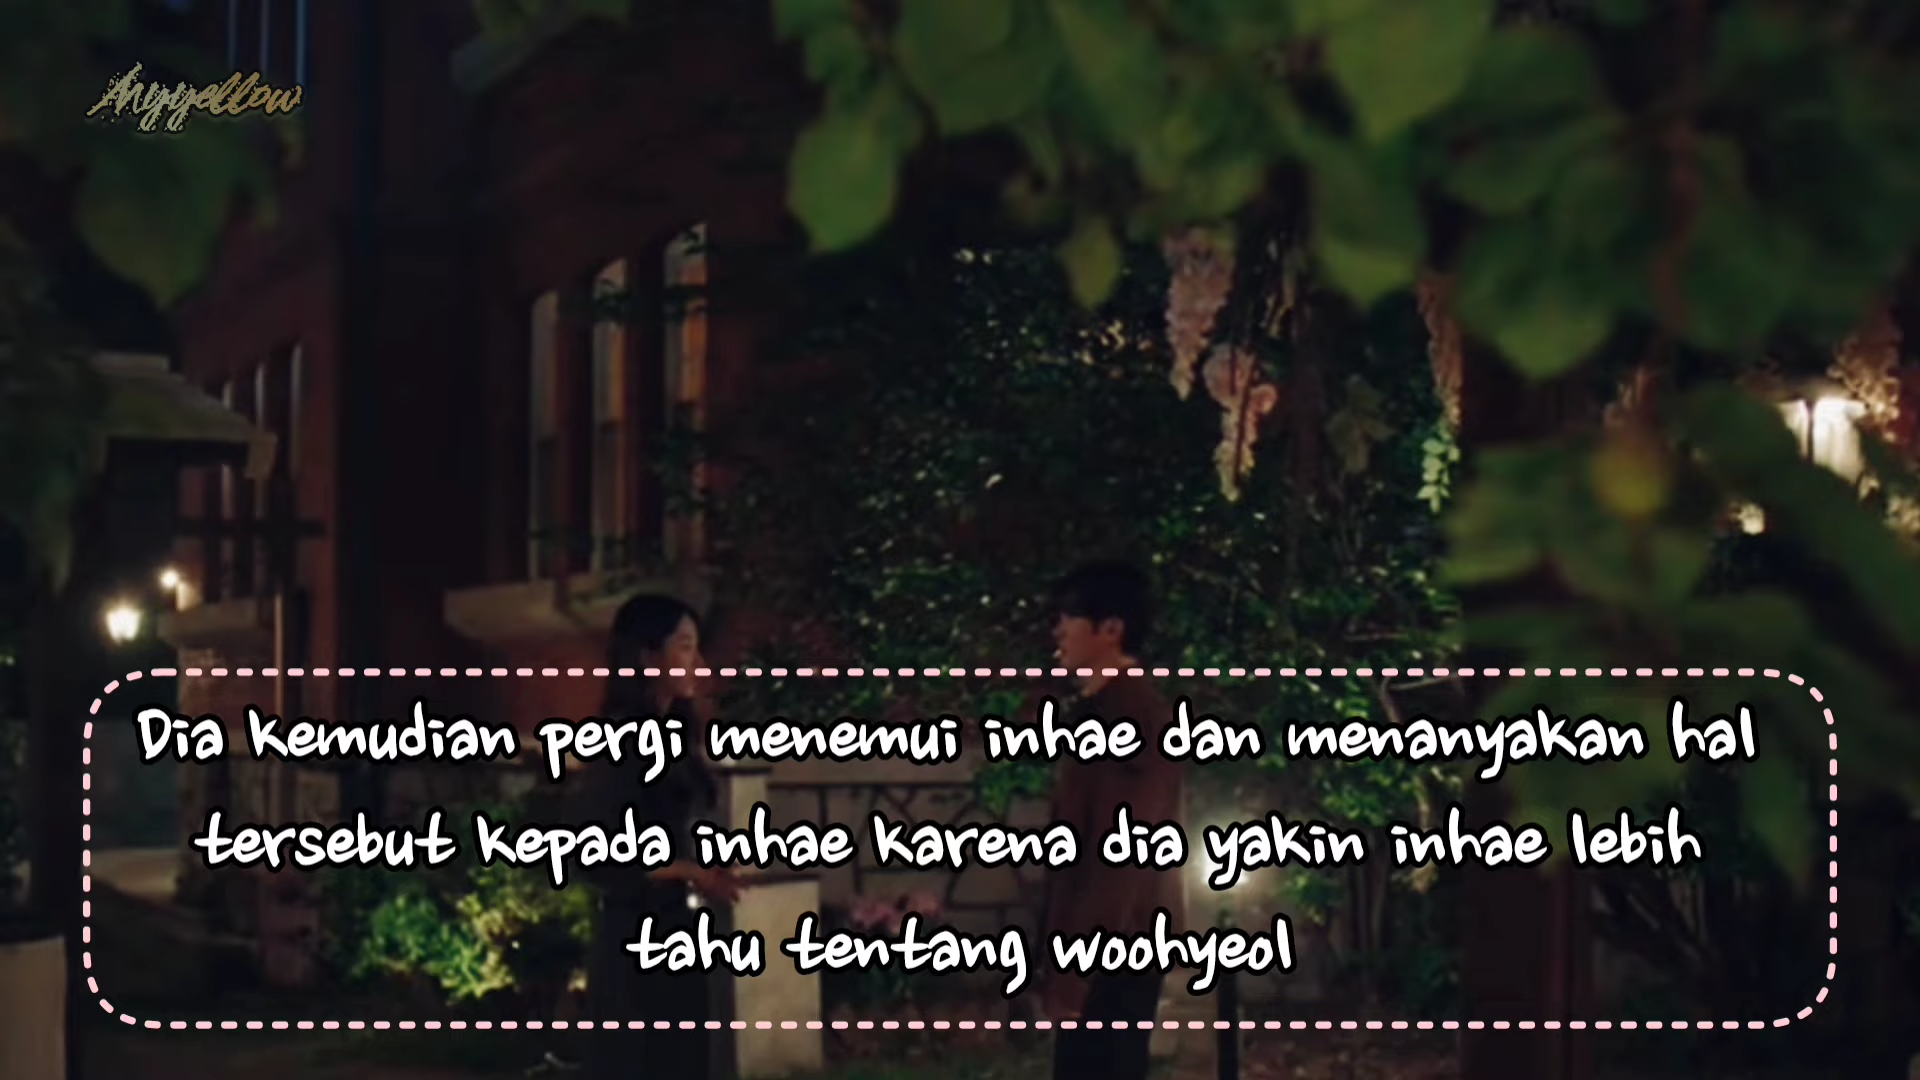 Anyyellow
Dia kemudian pergi menemui inhae dan menanyakan hal
tersebut kepada inhae karena dia yakin inhae lebih
tahu tentang woohyeol